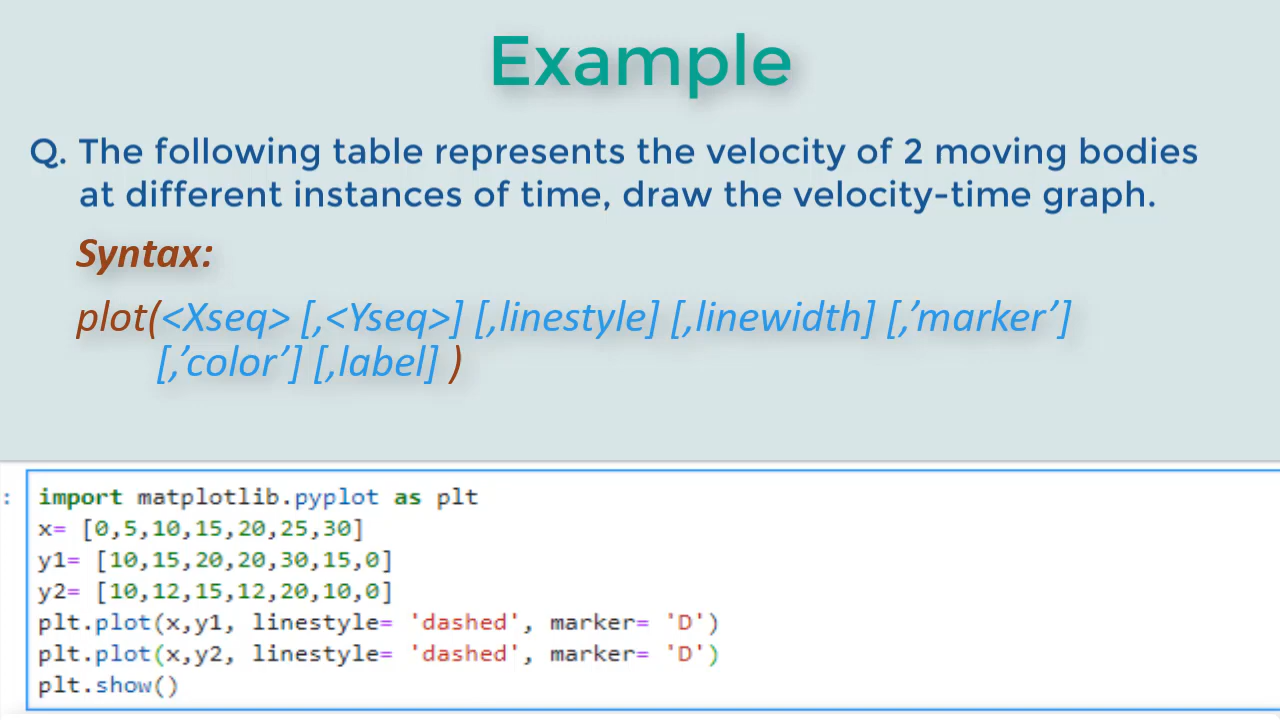 Example
Q. The following table represents the velocity of 2 moving bodies
at different instances of time, draw the velocity-time graph.
Syntax:
plot(<Xseq> [,<Yseq>] [,linestyle] [,linewidth] [,’marker’]
[,’color’] [,label] )
: import matplotlib.pyplot as plt
x= [0,5,10,15,20,25,30]
y1= [10,15,20,20,30,15,0]
y2= [10,12,15,12,20,10,0]
plt.plot(x,y1, linestyle= 'dashed', marker= 'D')
plt.plot(x,y2, linestyle= 'dashed', marker= 'D')
plt.show()